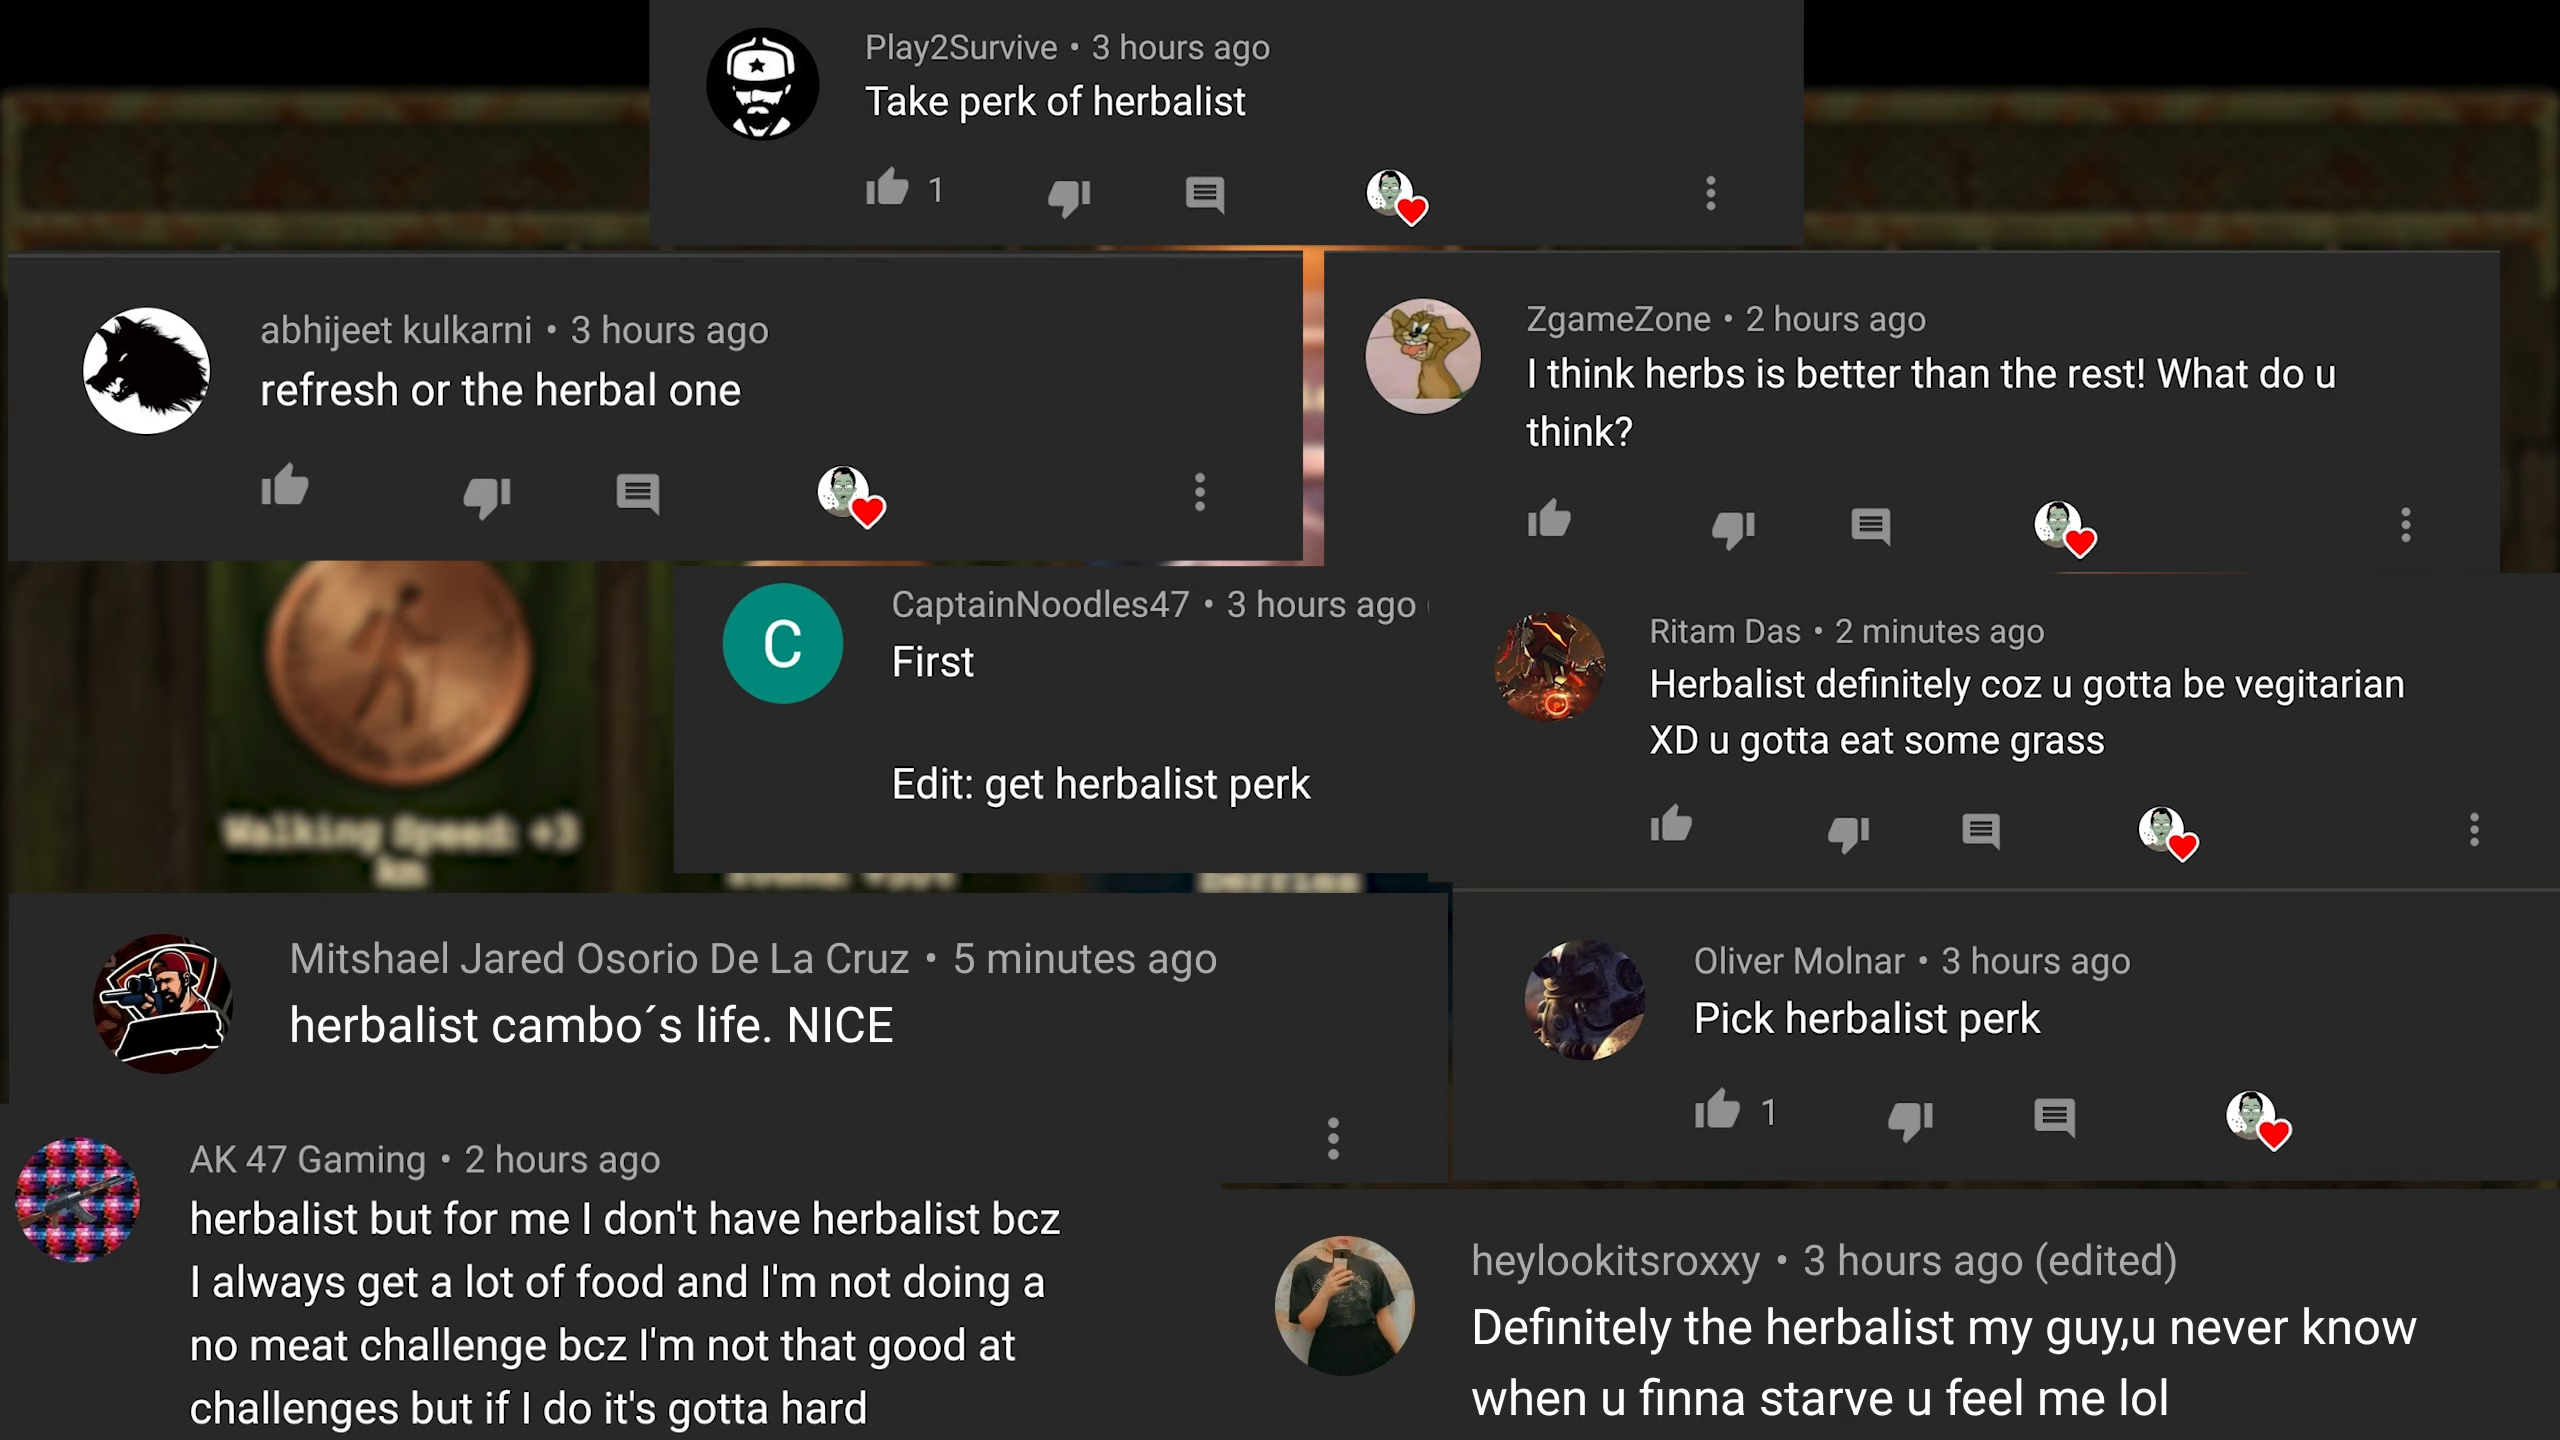 Play2Survive • 3 hours ago
Take perk of herbalist
1
abhijeet kulkarni • 3 hours ago
refresh or the herbal one
ZgameZone • 2 hours ago
I think herbs is better than the rest! What do u
think?
CaptainNoodles47 • 3 hours ago
First
Edit: get herbalist perk
C
Ritam Das • 2 minutes ago
Herbalist definitely coz u gotta be vegitarian
XD u gotta eat some grass
Walking Speed: +3
km
Mitshael Jared Osorio De La Cruz • 5 minutes ago
herbalist cambo´s life. NICE
Oliver Molnar • 3 hours ago
Pick herbalist perk
1
AK 47 Gaming • 2 hours ago
herbalist but for me I don't have herbalist bcz
I always get a lot of food and I'm not doing a
no meat challenge bcz I'm not that good at
challenges but if I do it's gotta hard
heylookitsroxxy • 3 hours ago (edited)
Definitely the herbalist my guy,u never know
when u finna starve u feel me lol